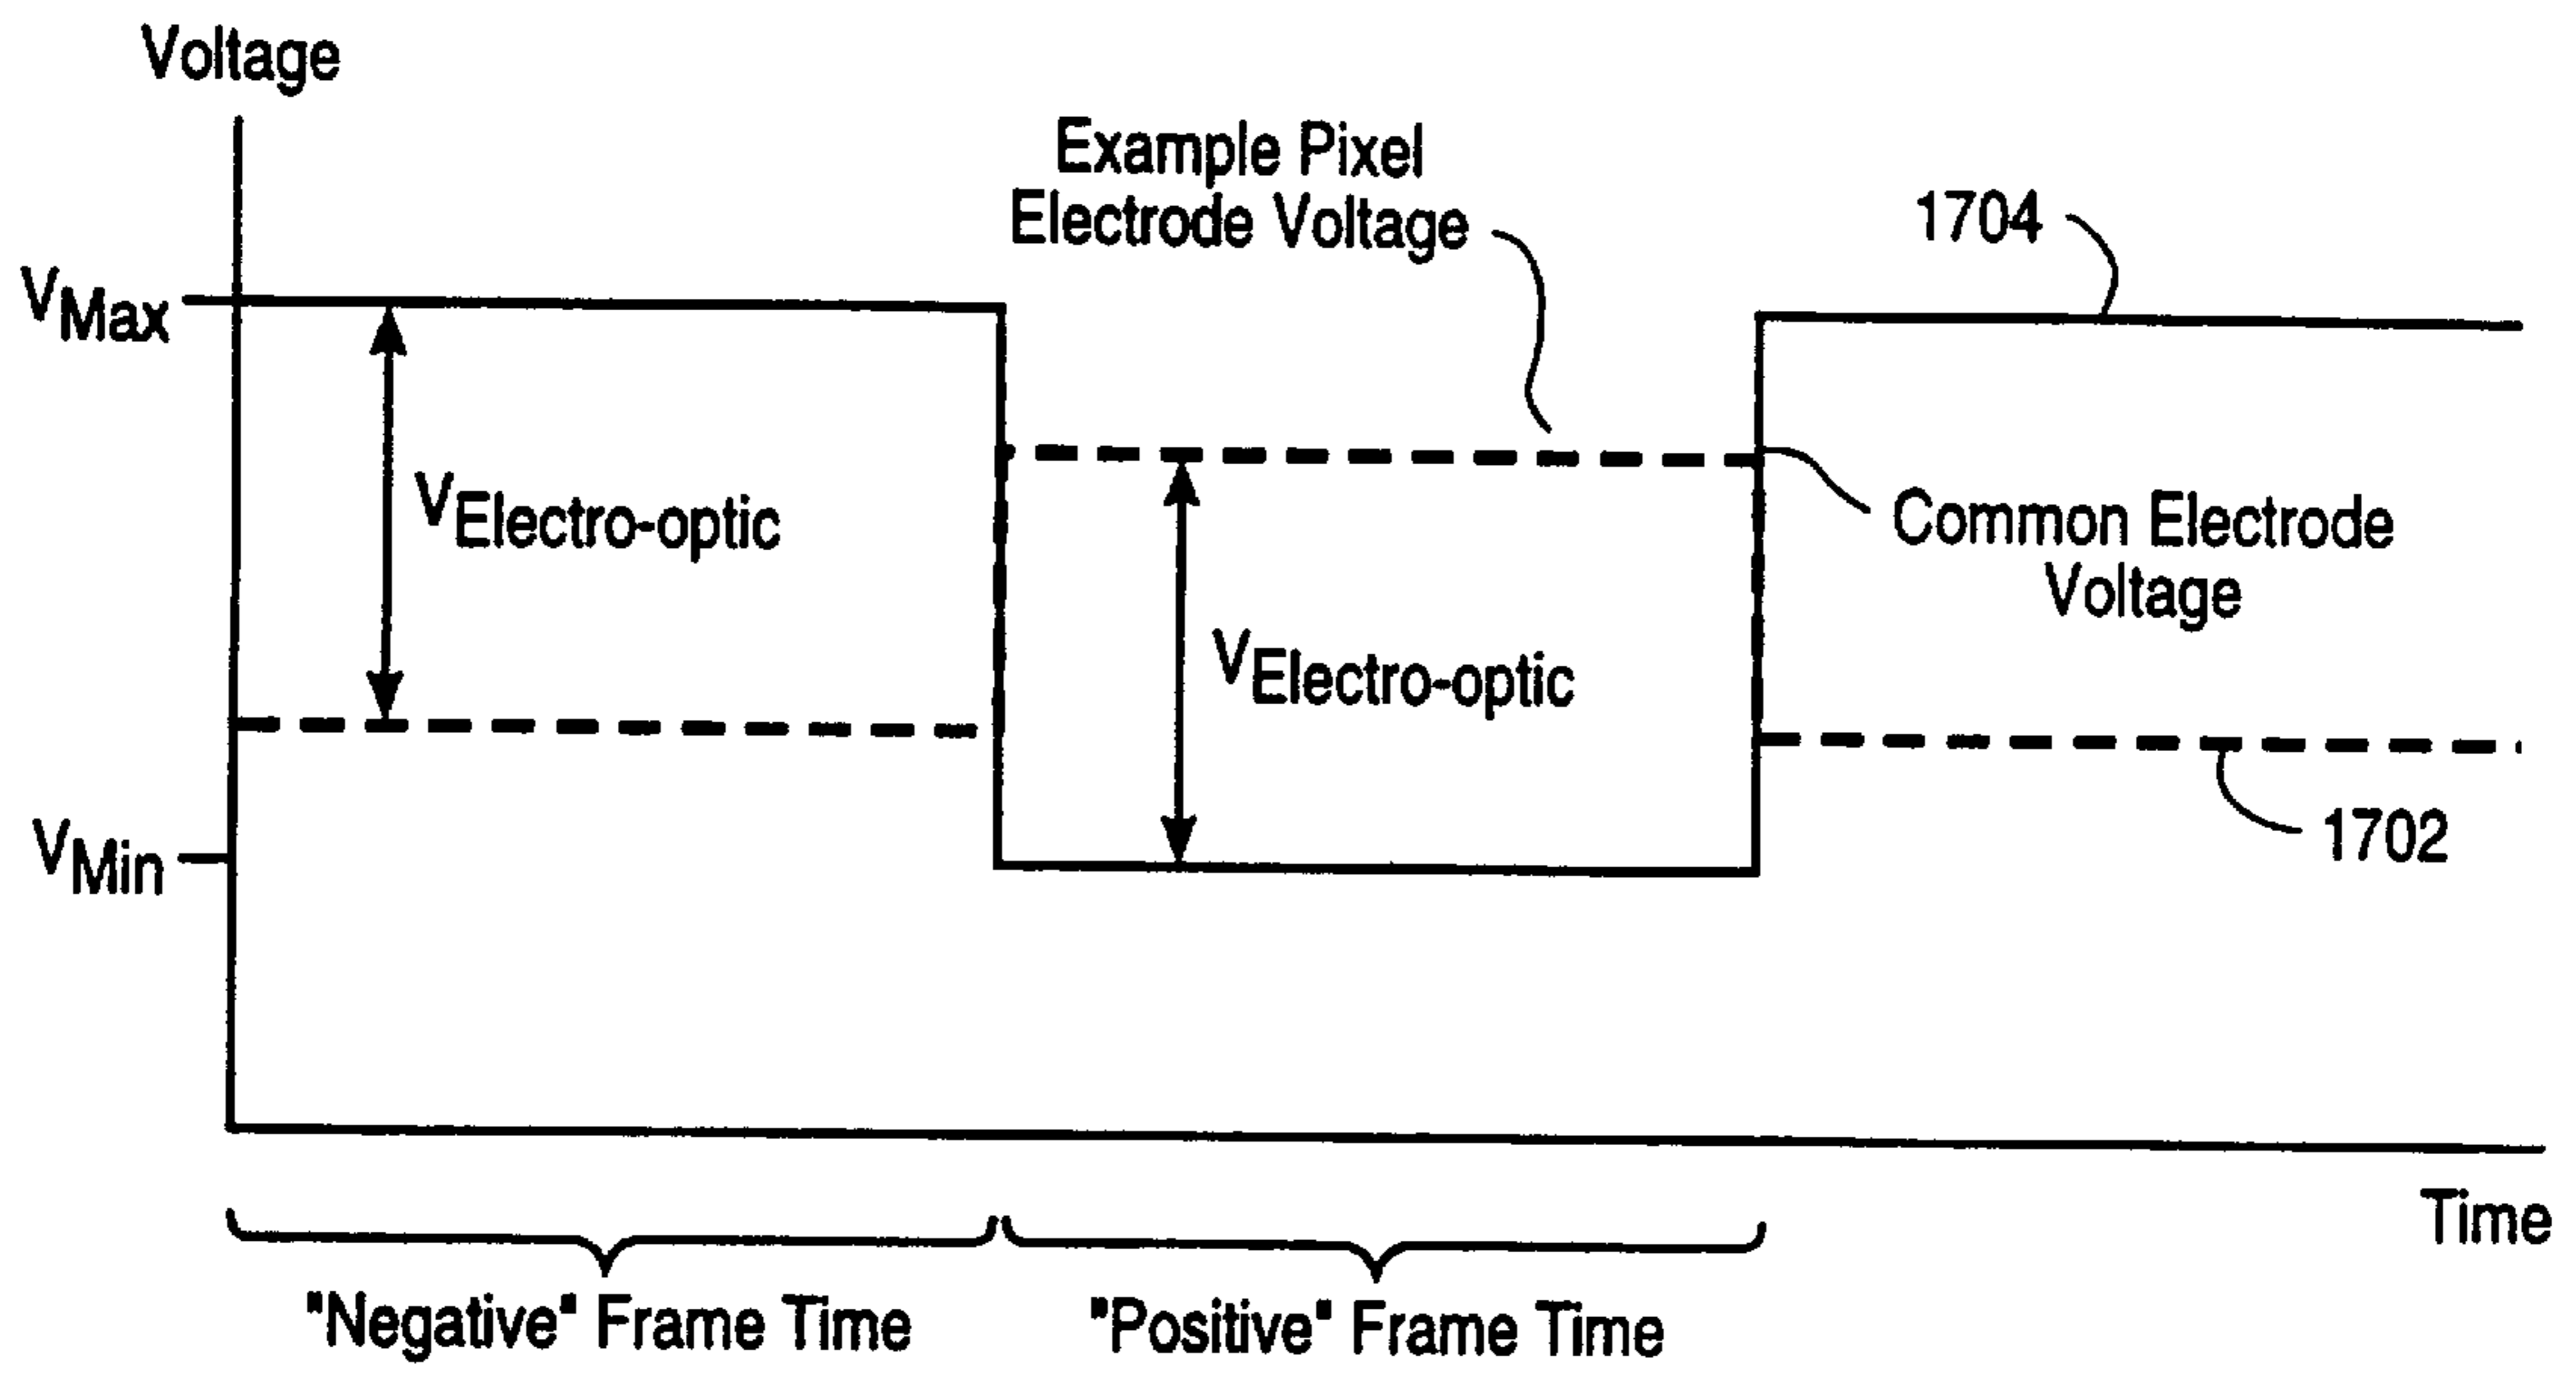 Voltage
Example Pixel
Electrode Voltage
1704
VMax
VElectro-optic
Common Electrode
Voltage
VElectro-optic
VMin
1702
Time
"Negative" Frame Time
"Positive" Frame Time